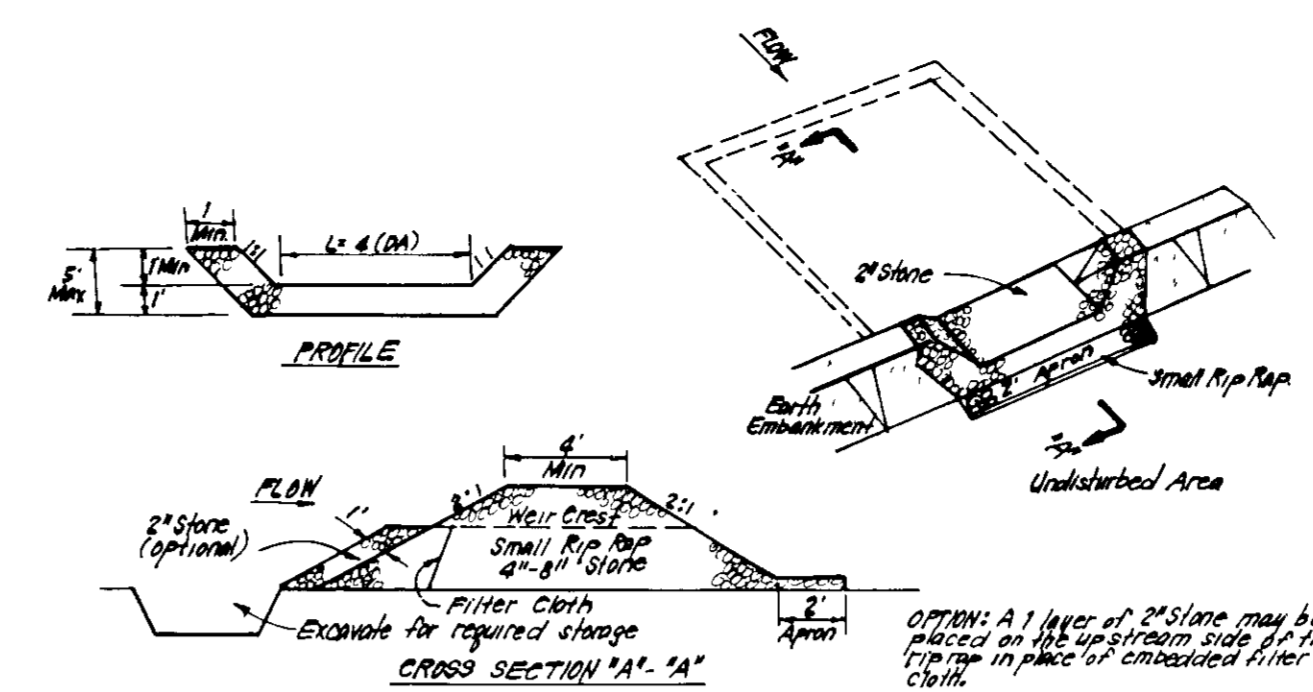 FLOW
"A"
2" Stone
2' Apron
Small Rip Rap
Earth
Embankment
"A"
Undisturbed Area
1
Min.
1:1
L= 4 (DA)
1:1
5'
Max
1' Min
1'
PROFILE
4'
Min
FLOW
2" Stone
(optional)
1'
2:1
2:1
Weir Crest
Small Rip Rap
4"-8" Stone
Filter Cloth
Excavate for required storage
2'
Apron
CROSS SECTION "A"-"A"
OPTION: A 1 layer of 2" Stone may be
placed on the upstream side of
rip rap in place of embedded filter
cloth.